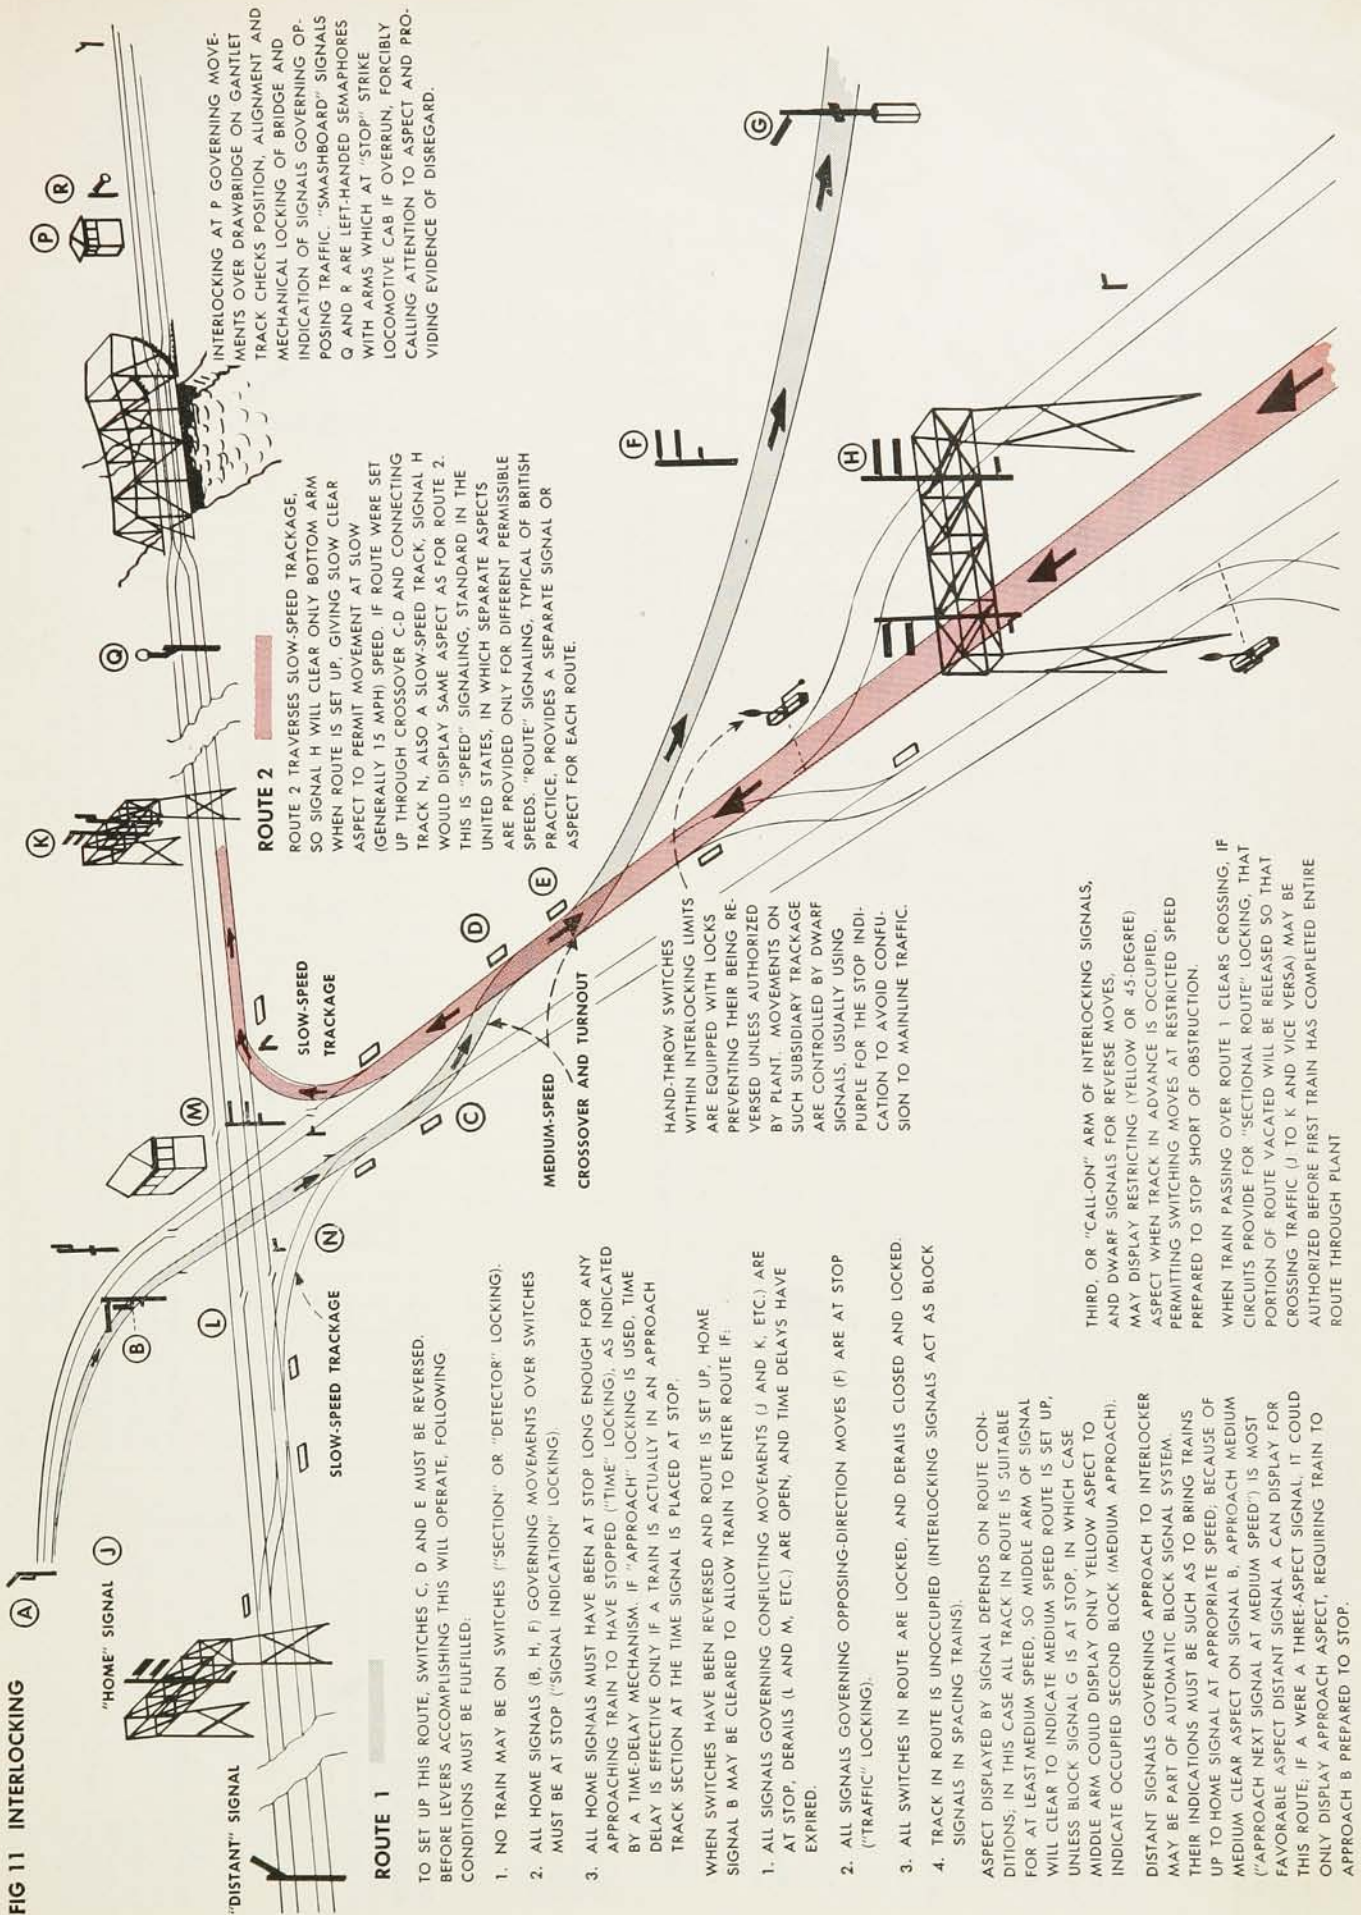 FIG 11 INTERLOCKING
"DISTANT" SIGNAL
"HOME" SIGNAL
J
A
B
L
M
N
SLOW-SPEED TRACKAGE
K
Q
P
R
C
D
E
F
G
H
SLOW-SPEED
TRACKAGE
MEDIUM-SPEED
CROSSOVER AND TURNOUT
INTERLOCKING AT P GOVERNING MOVE-
MENTS OVER DRAWBRIDGE ON GANTLET
TRACK CHECKS POSITION, ALIGNMENT AND
MECHANICAL LOCKING OF BRIDGE AND
INDICATION OF SIGNALS GOVERNING OP-
POSING TRAFFIC. "SMASHBOARD" SIGNALS
Q AND R ARE LEFT-HANDED SEMAPHORES
WITH ARMS WHICH AT "STOP" STRIKE
LOCOMOTIVE CAB IF OVERRUN, FORCIBLY
CALLING ATTENTION TO ASPECT AND PRO-
VIDING EVIDENCE OF DISREGARD.
ROUTE 2
ROUTE 2 TRAVERSES SLOW-SPEED TRACKAGE,
SO SIGNAL H WILL CLEAR ONLY BOTTOM ARM
WHEN ROUTE IS SET UP, GIVING SLOW CLEAR
ASPECT TO PERMIT MOVEMENT AT SLOW
(GENERALLY 15 MPH) SPEED. IF ROUTE WERE SET
UP THROUGH CROSSOVER C-D AND CONNECTING
TRACK N, ALSO A SLOW-SPEED TRACK, SIGNAL H
WOULD DISPLAY SAME ASPECT AS FOR ROUTE 2.
THIS IS "SPEED" SIGNALING, STANDARD IN THE
UNITED STATES, IN WHICH SEPARATE ASPECTS
ARE PROVIDED ONLY FOR DIFFERENT PERMISSIBLE
SPEEDS. "ROUTE" SIGNALING, TYPICAL OF BRITISH
PRACTICE, PROVIDES A SEPARATE SIGNAL OR
ASPECT FOR EACH ROUTE.
HAND-THROW SWITCHES
WITHIN INTERLOCKING LIMITS
ARE EQUIPPED WITH LOCKS
PREVENTING THEIR BEING RE-
VERSED UNLESS AUTHORIZED
BY PLANT. MOVEMENTS ON
SUCH SUBSIDIARY TRACKAGE
ARE CONTROLLED BY DWARF
SIGNALS, USUALLY USING
PURPLE FOR THE STOP INDI-
CATION TO AVOID CONFU-
SION TO MAINLINE TRAFFIC.
ROUTE 1
TO SET UP THIS ROUTE, SWITCHES C, D AND E MUST BE REVERSED.
BEFORE LEVERS ACCOMPLISHING THIS WILL OPERATE, FOLLOWING
CONDITIONS MUST BE FULFILLED:
1. NO TRAIN MAY BE ON SWITCHES ("SECTION" OR "DETECTOR" LOCKING).
2. ALL HOME SIGNALS (B, H, F) GOVERNING MOVEMENTS OVER SWITCHES
MUST BE AT STOP ("SIGNAL INDICATION" LOCKING).
3. ALL HOME SIGNALS MUST HAVE BEEN AT STOP LONG ENOUGH FOR ANY
APPROACHING TRAIN TO HAVE STOPPED ("TIME" LOCKING), AS INDICATED
BY A TIME-DELAY MECHANISM. IF "APPROACH" LOCKING IS USED, TIME
DELAY IS EFFECTIVE ONLY IF A TRAIN IS ACTUALLY IN AN APPROACH
TRACK SECTION AT THE TIME SIGNAL IS PLACED AT STOP.
WHEN SWITCHES HAVE BEEN REVERSED AND ROUTE IS SET UP, HOME
SIGNAL B MAY BE CLEARED TO ALLOW TRAIN TO ENTER ROUTE IF:
1. ALL SIGNALS GOVERNING CONFLICTING MOVEMENTS (J AND K, ETC.) ARE
AT STOP, DERAILS (L AND M, ETC.) ARE OPEN, AND TIME DELAYS HAVE
EXPIRED.
2. ALL SIGNALS GOVERNING OPPOSING-DIRECTION MOVES (F) ARE AT STOP
("TRAFFIC" LOCKING).
3. ALL SWITCHES IN ROUTE ARE LOCKED, AND DERAILS CLOSED AND LOCKED.
4. TRACK IN ROUTE IS UNOCCUPIED (INTERLOCKING SIGNALS ACT AS BLOCK
SIGNALS IN SPACING TRAINS).
ASPECT DISPLAYED BY SIGNAL DEPENDS ON ROUTE CON-
DITIONS; IN THIS CASE ALL TRACK IN ROUTE IS SUITABLE
FOR AT LEAST MEDIUM SPEED, SO MIDDLE ARM OF SIGNAL
WILL CLEAR TO INDICATE MEDIUM SPEED ROUTE IS SET UP,
UNLESS BLOCK SIGNAL G IS AT STOP, IN WHICH CASE
MIDDLE ARM COULD DISPLAY ONLY YELLOW ASPECT TO
INDICATE OCCUPIED SECOND BLOCK (MEDIUM APPROACH).
DISTANT SIGNALS GOVERNING APPROACH TO INTERLOCKER
MAY BE PART OF AUTOMATIC BLOCK SIGNAL SYSTEM.
THEIR INDICATIONS MUST BE SUCH AS TO BRING TRAINS
UP TO HOME SIGNAL AT APPROPRIATE SPEED; BECAUSE OF
MEDIUM CLEAR ASPECT ON SIGNAL B, APPROACH MEDIUM
("APPROACH NEXT SIGNAL AT MEDIUM SPEED") IS MOST
FAVORABLE ASPECT DISTANT SIGNAL A CAN DISPLAY FOR
THIS ROUTE; IF A WERE A THREE-ASPECT SIGNAL, IT COULD
ONLY DISPLAY APPROACH ASPECT, REQUIRING TRAIN TO
APPROACH B PREPARED TO STOP.
THIRD, OR "CALL-ON" ARM OF INTERLOCKING SIGNALS,
AND DWARF SIGNALS FOR REVERSE MOVES,
MAY DISPLAY RESTRICTING (YELLOW OR 45-DEGREE)
ASPECT WHEN TRACK IN ADVANCE IS OCCUPIED,
PERMITTING SWITCHING MOVES AT RESTRICTED SPEED
PREPARED TO STOP SHORT OF OBSTRUCTION.
WHEN TRAIN PASSING OVER ROUTE 1 CLEARS CROSSING, IF
CIRCUITS PROVIDE FOR "SECTIONAL ROUTE" LOCKING, THAT
PORTION OF ROUTE VACATED WILL BE RELEASED SO THAT
CROSSING TRAFFIC (J TO K AND VICE VERSA) MAY BE
AUTHORIZED BEFORE FIRST TRAIN HAS COMPLETED ENTIRE
ROUTE THROUGH PLANT